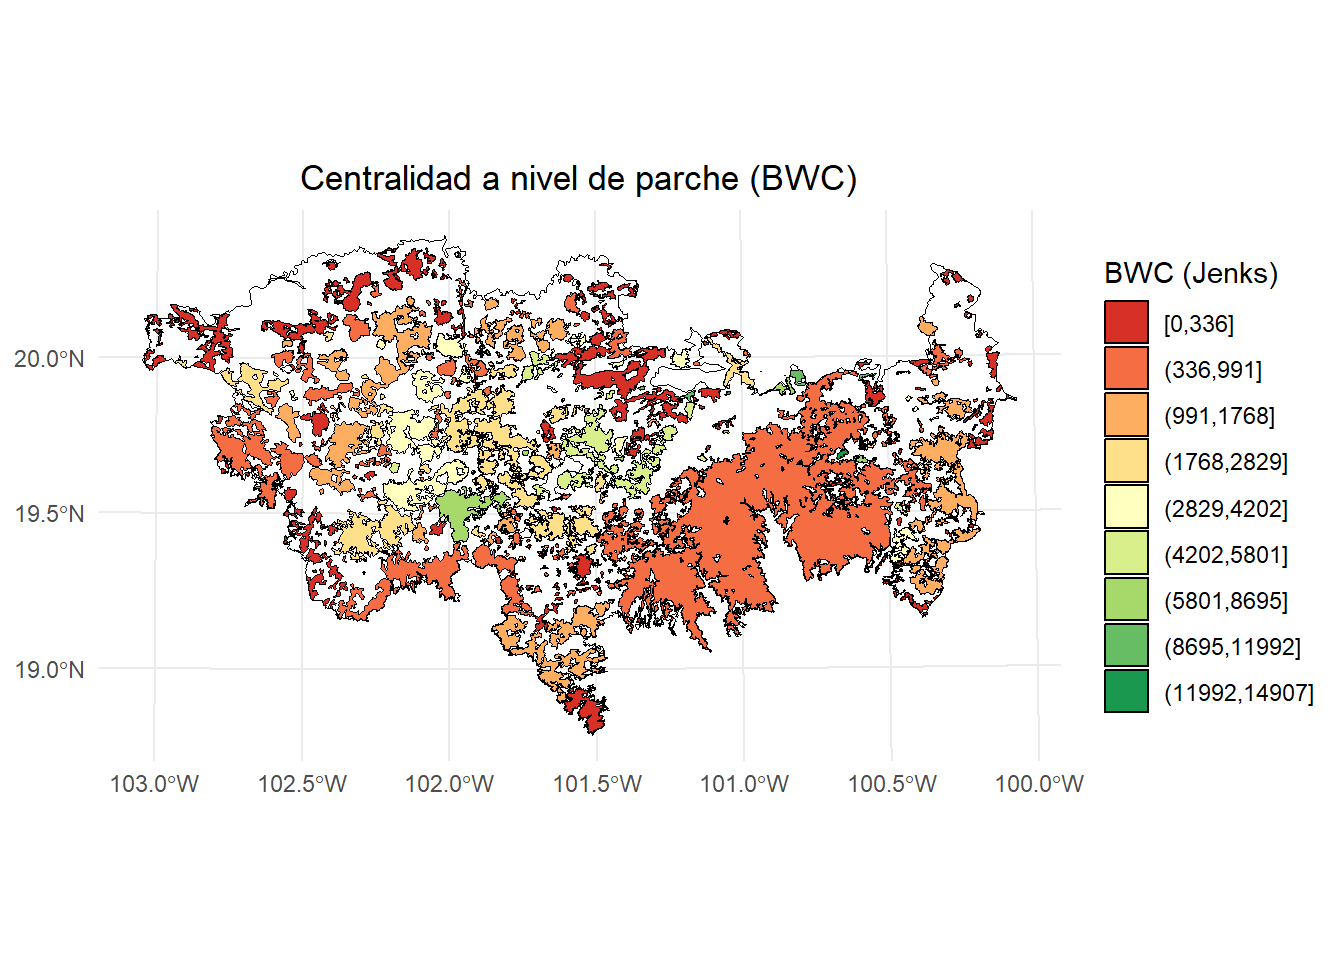 Centralidad a nivel de parche (BWC)
BWC (Jenks)
[0,336]
(336,991]
(991,1768]
(1768,2829]
(2829,4202]
(4202,5801]
(5801,8695]
(8695,11992]
(11992,14907]
20.0°N
19.5°N
19.0°N
103.0°W 102.5°W 102.0°W 101.5°W 101.0°W 100.5°W 100.0°W